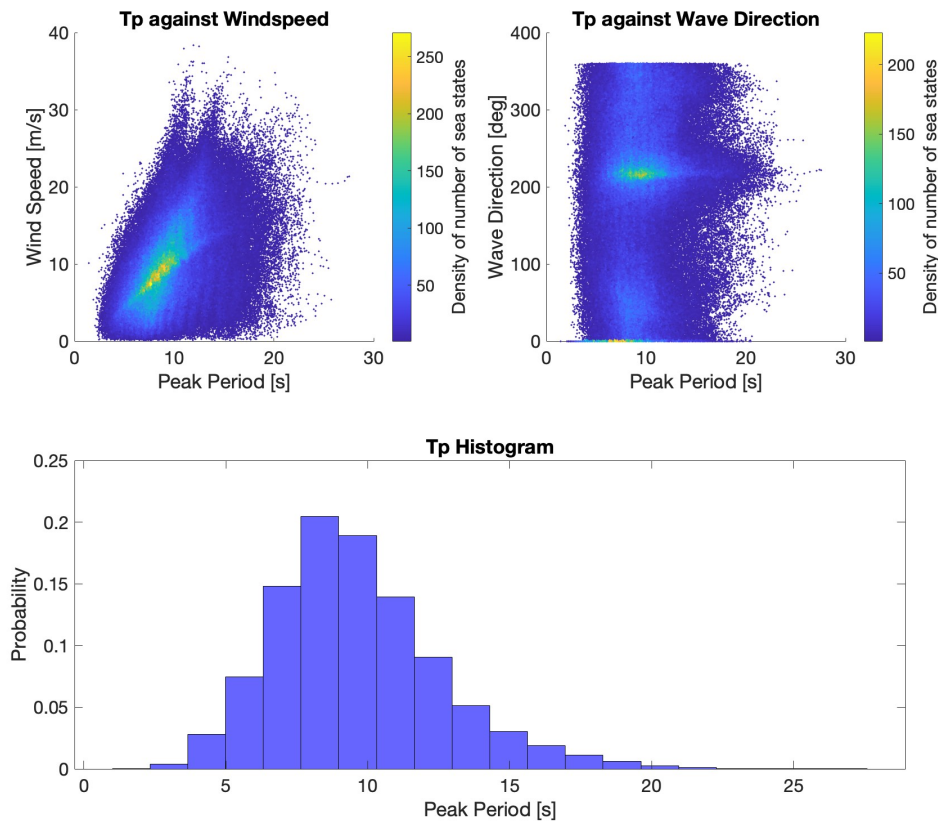 Tp against Windspeed
40
30
20
10
0
Wind Speed [m/s]
0 10 20 30
Peak Period [s]
250
200
150
100
50
Density of number of sea states
Tp against Wave Direction
400
300
200
100
0
Wave Direction [deg]
0 10 20 30
Peak Period [s]
200
150
100
50
Density of number of sea states
Tp Histogram
0.25
0.2
0.15
0.1
0.05
0
Probability
0 5 10 15 20 25
Peak Period [s]